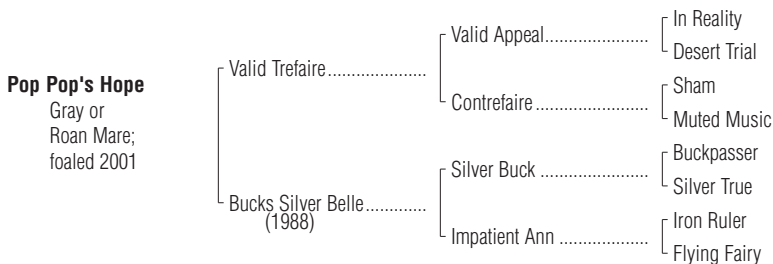 In Reality
Valid Appeal..........................
Desert Trial
Valid Trefaire.........................
Pop Pop's Hope
Sham
Contrefaire ............................
Gray or
Muted Music
Roan Mare;
foaled 2001
Buckpasser
Silver Buck ...........................
Silver True
Bucks Silver Belle...............
(1988)
Iron Ruler
Impatient Ann ......................
Flying Fairy